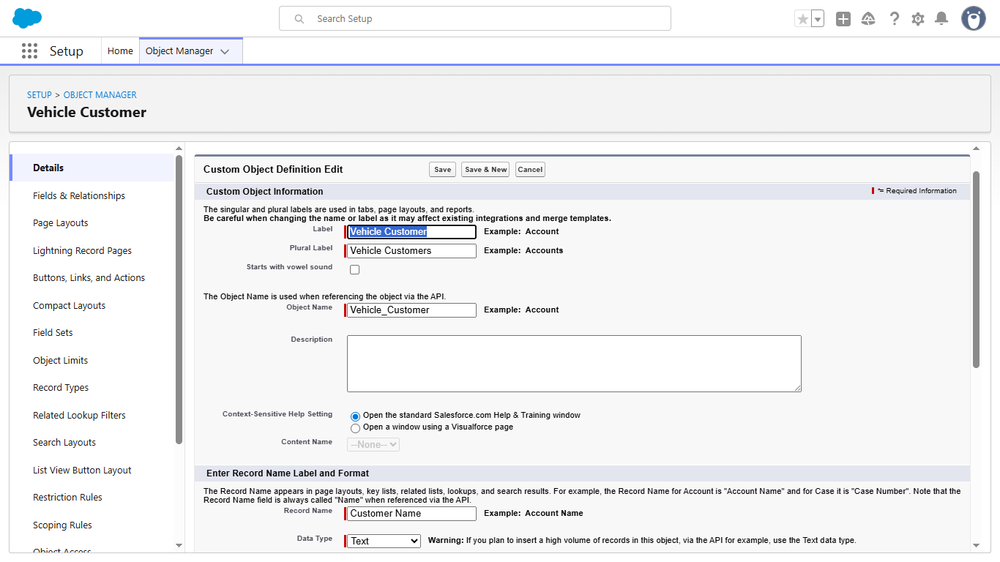 Search Setup
Setup
Home
Object Manager
SETUP > OBJECT MANAGER
Vehicle Customer
Details
Fields & Relationships
Page Layouts
Lightning Record Pages
Buttons, Links, and Actions
Compact Layouts
Field Sets
Object Limits
Record Types
Related Lookup Filters
Search Layouts
List View Button Layout
Restriction Rules
Scoping Rules
Object Access
Custom Object Definition Edit
Save
Save & New
Cancel
Custom Object Information
*= Required Information
The singular and plural labels are used in tabs, page layouts, and reports.
Be careful when changing the name or label as it may affect existing integrations and merge templates.
Label Vehicle Customer Example: Account
Plural Label Vehicle Customers Example: Accounts
Starts with vowel sound
The Object Name is used when referencing the object via the API.
Object Name Vehicle_Customer Example: Account
Description
Context-Sensitive Help Setting Open the standard Salesforce.com Help & Training window
Open a window using a Visualforce page
Content Name --None--
Enter Record Name Label and Format
The Record Name appears in page layouts, key lists, related lists, lookups, and search results. For example, the Record Name for Account is "Account Name" and for Case it is "Case Number". Note that the
Record Name field is always called "Name" when referenced via the API.
Record Name Customer Name Example: Account Name
Data Type Text Warning: If you plan to insert a high volume of records in this object, via the API for example, use the Text data type.